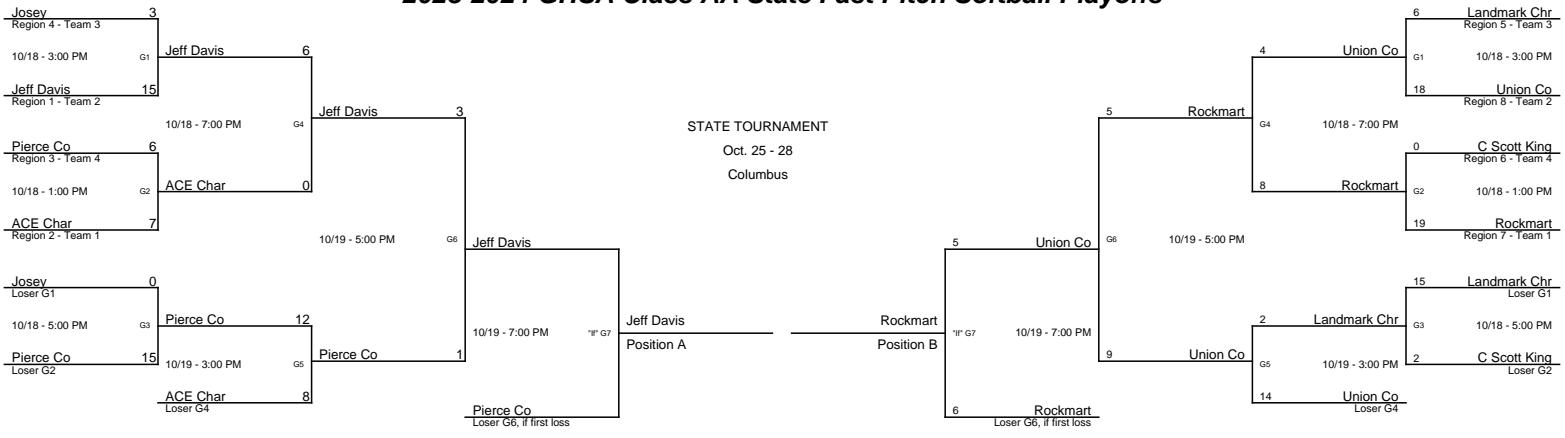 2023-2024 GHSA Class AA State Fast Pitch Softball Playoffs
Josey 3
Region 4 - Team 3
10/18 - 3:00 PM G1
Jeff Davis 6
Jeff Davis 15
Region 1 - Team 2
10/18 - 7:00 PM G4
Jeff Davis 3
Pierce Co 6
Region 3 - Team 4
10/18 - 1:00 PM G2
ACE Char 0
ACE Char 7
Region 2 - Team 1
10/19 - 5:00 PM G6
Jeff Davis
Josey 0
Loser G1
10/18 - 5:00 PM G3
Pierce Co 12
Pierce Co 15
Loser G2
10/19 - 3:00 PM G5
Pierce Co 1
ACE Char 8
Loser G4
10/19 - 7:00 PM "If" G7
Jeff Davis
Position A
Pierce Co
Loser G6, if first loss
STATE TOURNAMENT
Oct. 25 - 28
Columbus
6 Landmark Chr
Region 5 - Team 3
4 Union Co
G1 10/18 - 3:00 PM
18 Union Co
Region 8 - Team 2
5 Rockmart
G4 10/18 - 7:00 PM
0 C Scott King
Region 6 - Team 4
8 Rockmart
G2 10/18 - 1:00 PM
19 Rockmart
Region 7 - Team 1
5 Union Co
G6 10/19 - 5:00 PM
15 Landmark Chr
Loser G1
2 Landmark Chr
G3 10/18 - 5:00 PM
2 C Scott King
Loser G2
9 Union Co
G5 10/19 - 3:00 PM
14 Union Co
Loser G4
Rockmart
Position B
"If" G7 10/19 - 7:00 PM
6 Rockmart
Loser G6, if first loss